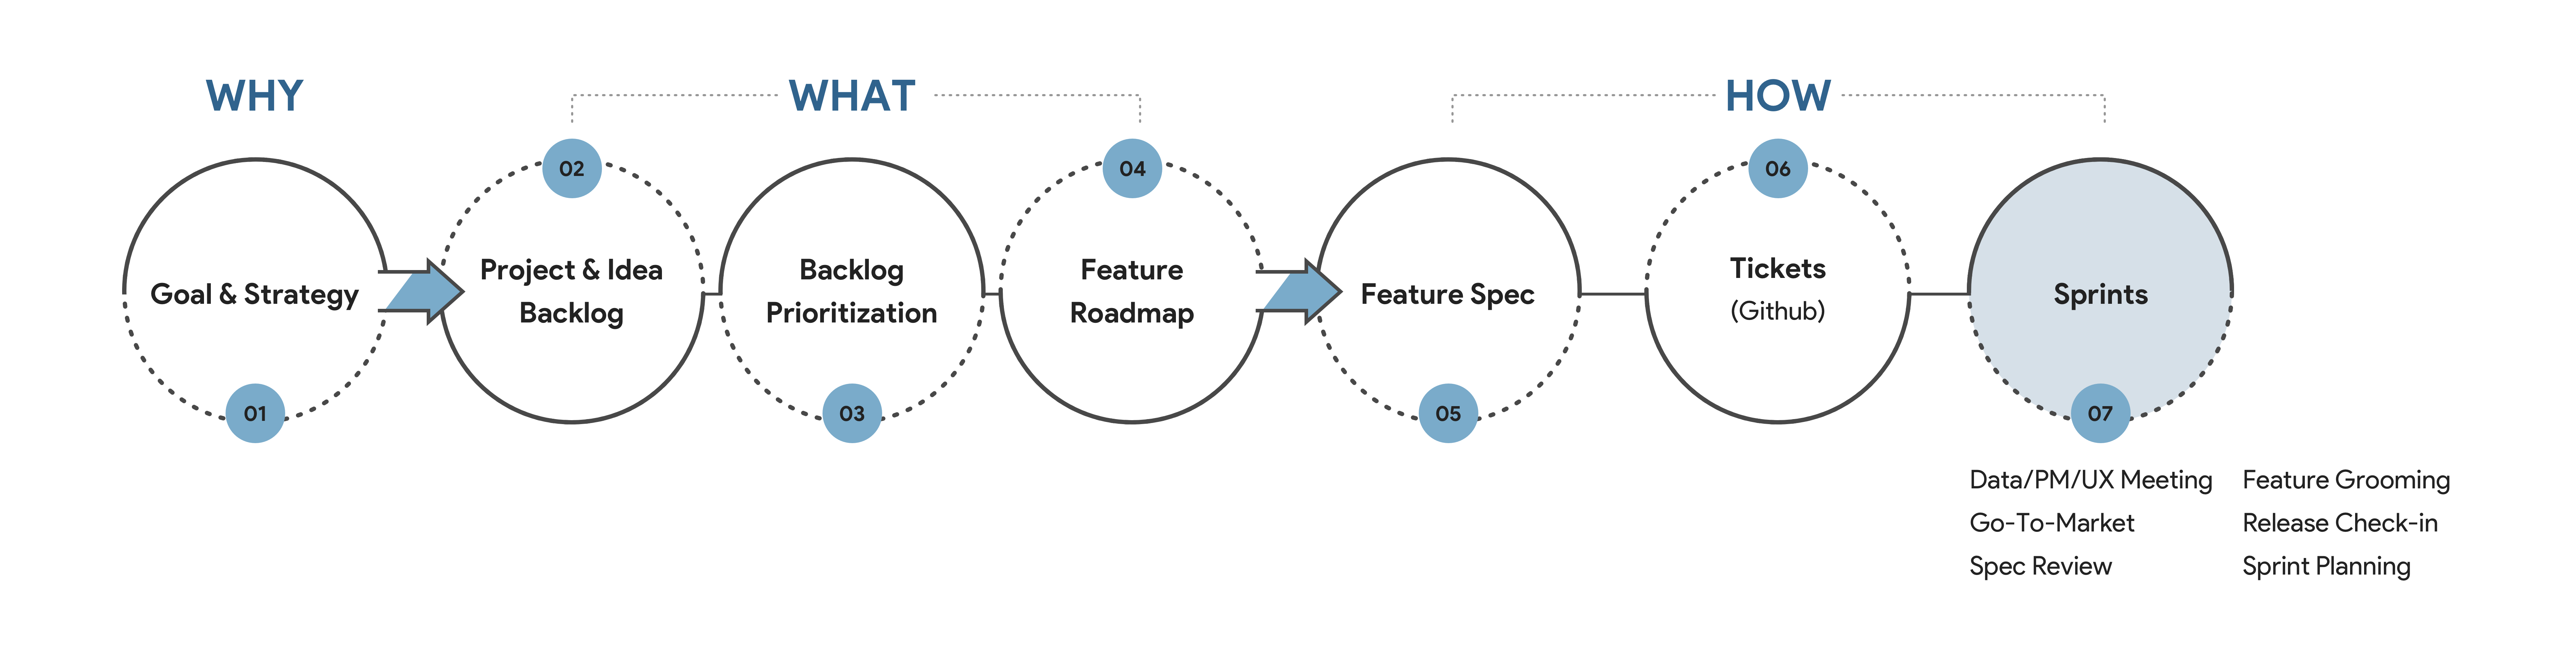 WHY
WHAT
HOW
02
04
06
Goal & Strategy
Project & Idea
Backlog
Backlog
Prioritization
Feature
Roadmap
Feature Spec
Tickets
(Github)
Sprints
01
03
05
07
Data/PM/UX Meeting
Go-To-Market
Spec Review
Feature Grooming
Release Check-in
Sprint Planning